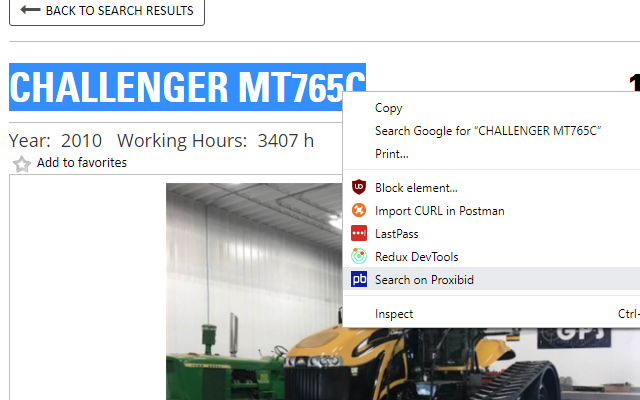 BACK TO SEARCH RESULTS
CHALLENGER MT765C
1
Year: 2010 Working Hours: 3407 h
Add to favorites
Copy
Search Google for “CHALLENGER MT765C”
Print...
Block element...
Import CURL in Postman
LastPass
Redux DevTools
pb Search on Proxibid
Inspect Ctrl-